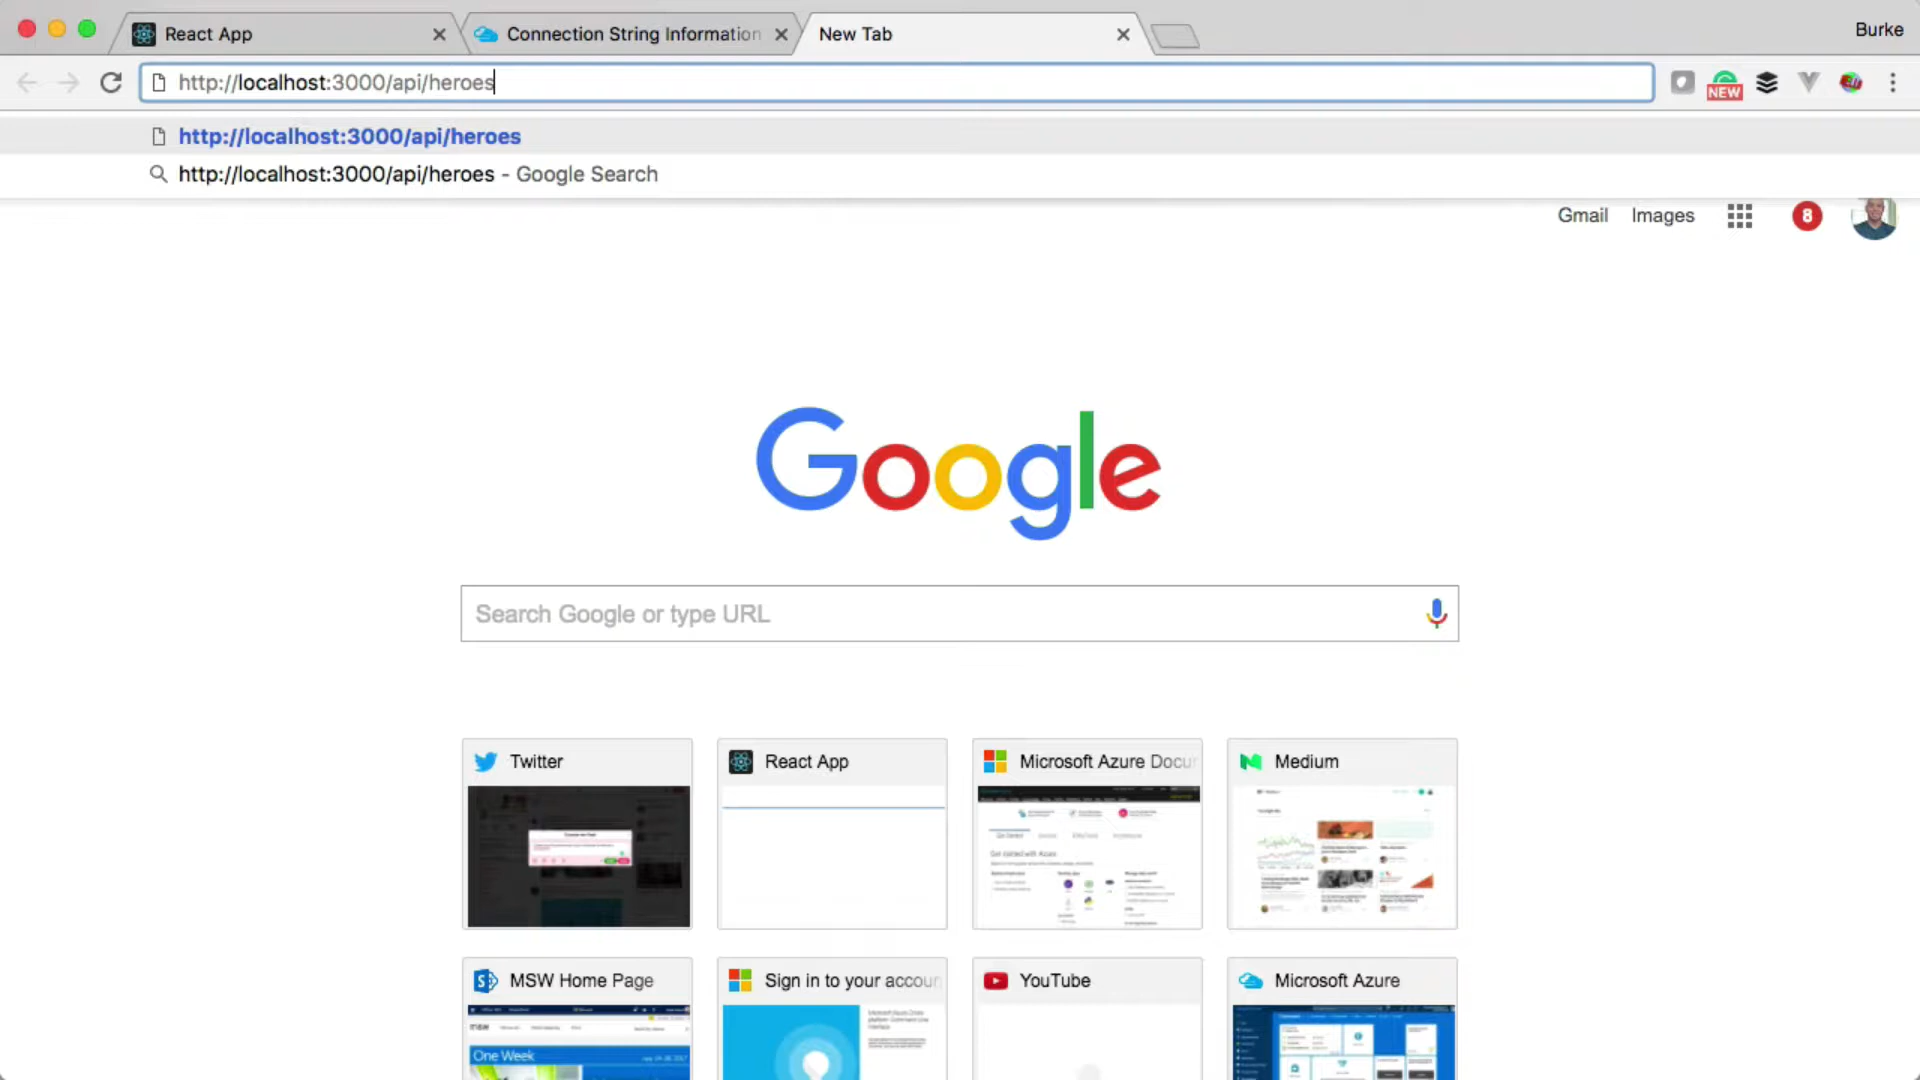 React App
Connection String Information
New Tab
Burke
http://localhost:3000/api/heroes
NEW
http://localhost:3000/api/heroes
http://localhost:3000/api/heroes - Google Search
Gmail
Images
8
Google
Search Google or type URL
Twitter
React App
Microsoft Azure Docu
Medium
MSW Home Page
Sign in to your accoun
YouTube
Microsoft Azure
One Week